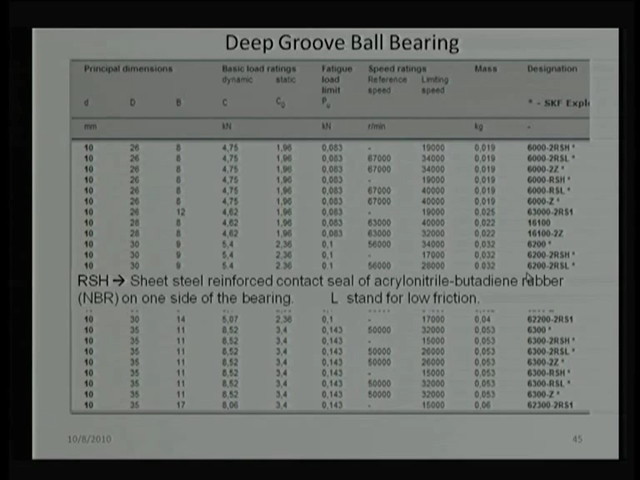 Deep Groove Ball Bearing
Principal dimensions Basic load ratings Fatigue Speed ratings Mass Designation
dynamic static load Reference Limiting
limit speed speed
d D B C C0 Pu * - SKF Expl
mm kN kN r/min kg -
10 26 8 4,75 1,96 0,083 - 19000 0,019 6000-2RSH *
10 26 8 4,75 1,96 0,083 67000 34000 0,019 6000-2RSL *
10 26 8 4,75 1,96 0,083 67000 34000 0,019 6000-2Z *
10 26 8 4,75 1,96 0,083 - 19000 0,019 6000-RSH *
10 26 8 4,75 1,96 0,083 67000 40000 0,019 6000-RSL *
10 26 8 4,75 1,96 0,083 67000 40000 0,019 6000-Z *
10 26 12 4,62 1,96 0,083 - 19000 0,025 63000-2RS1
10 28 8 4,62 1,96 0,083 63000 40000 0,022 16100
10 28 8 4,62 1,96 0,083 63000 32000 0,022 16100-2Z
10 30 9 5,4 2,36 0,1 56000 34000 0,032 6200 *
10 30 9 5,4 2,36 0,1 - 17000 0,032 6200-2RSH *
10 30 9 5,4 2,36 0,1 56000 28000 0,032 6200-2RSL *
RSH → Sheet steel reinforced contact seal of acrylonitrile-butadiene rubber
(NBR) on one side of the bearing. L stand for low friction.
10 30 14 5,07 2,36 0,1 - 17000 0,04 62200-2RS1
10 35 11 8,52 3,4 0,143 50000 32000 0,053 6300 *
10 35 11 8,52 3,4 0,143 - 15000 0,053 6300-2RSH *
10 35 11 8,52 3,4 0,143 50000 26000 0,053 6300-2RSL *
10 35 11 8,52 3,4 0,143 50000 26000 0,053 6300-2Z *
10 35 11 8,52 3,4 0,143 - 15000 0,053 6300-RSH *
10 35 11 8,52 3,4 0,143 50000 32000 0,053 6300-RSL *
10 35 11 8,52 3,4 0,143 50000 32000 0,053 6300-Z *
10 35 17 8,06 3,4 0,143 - 15000 0,06 62300-2RS1
10/8/2010 45